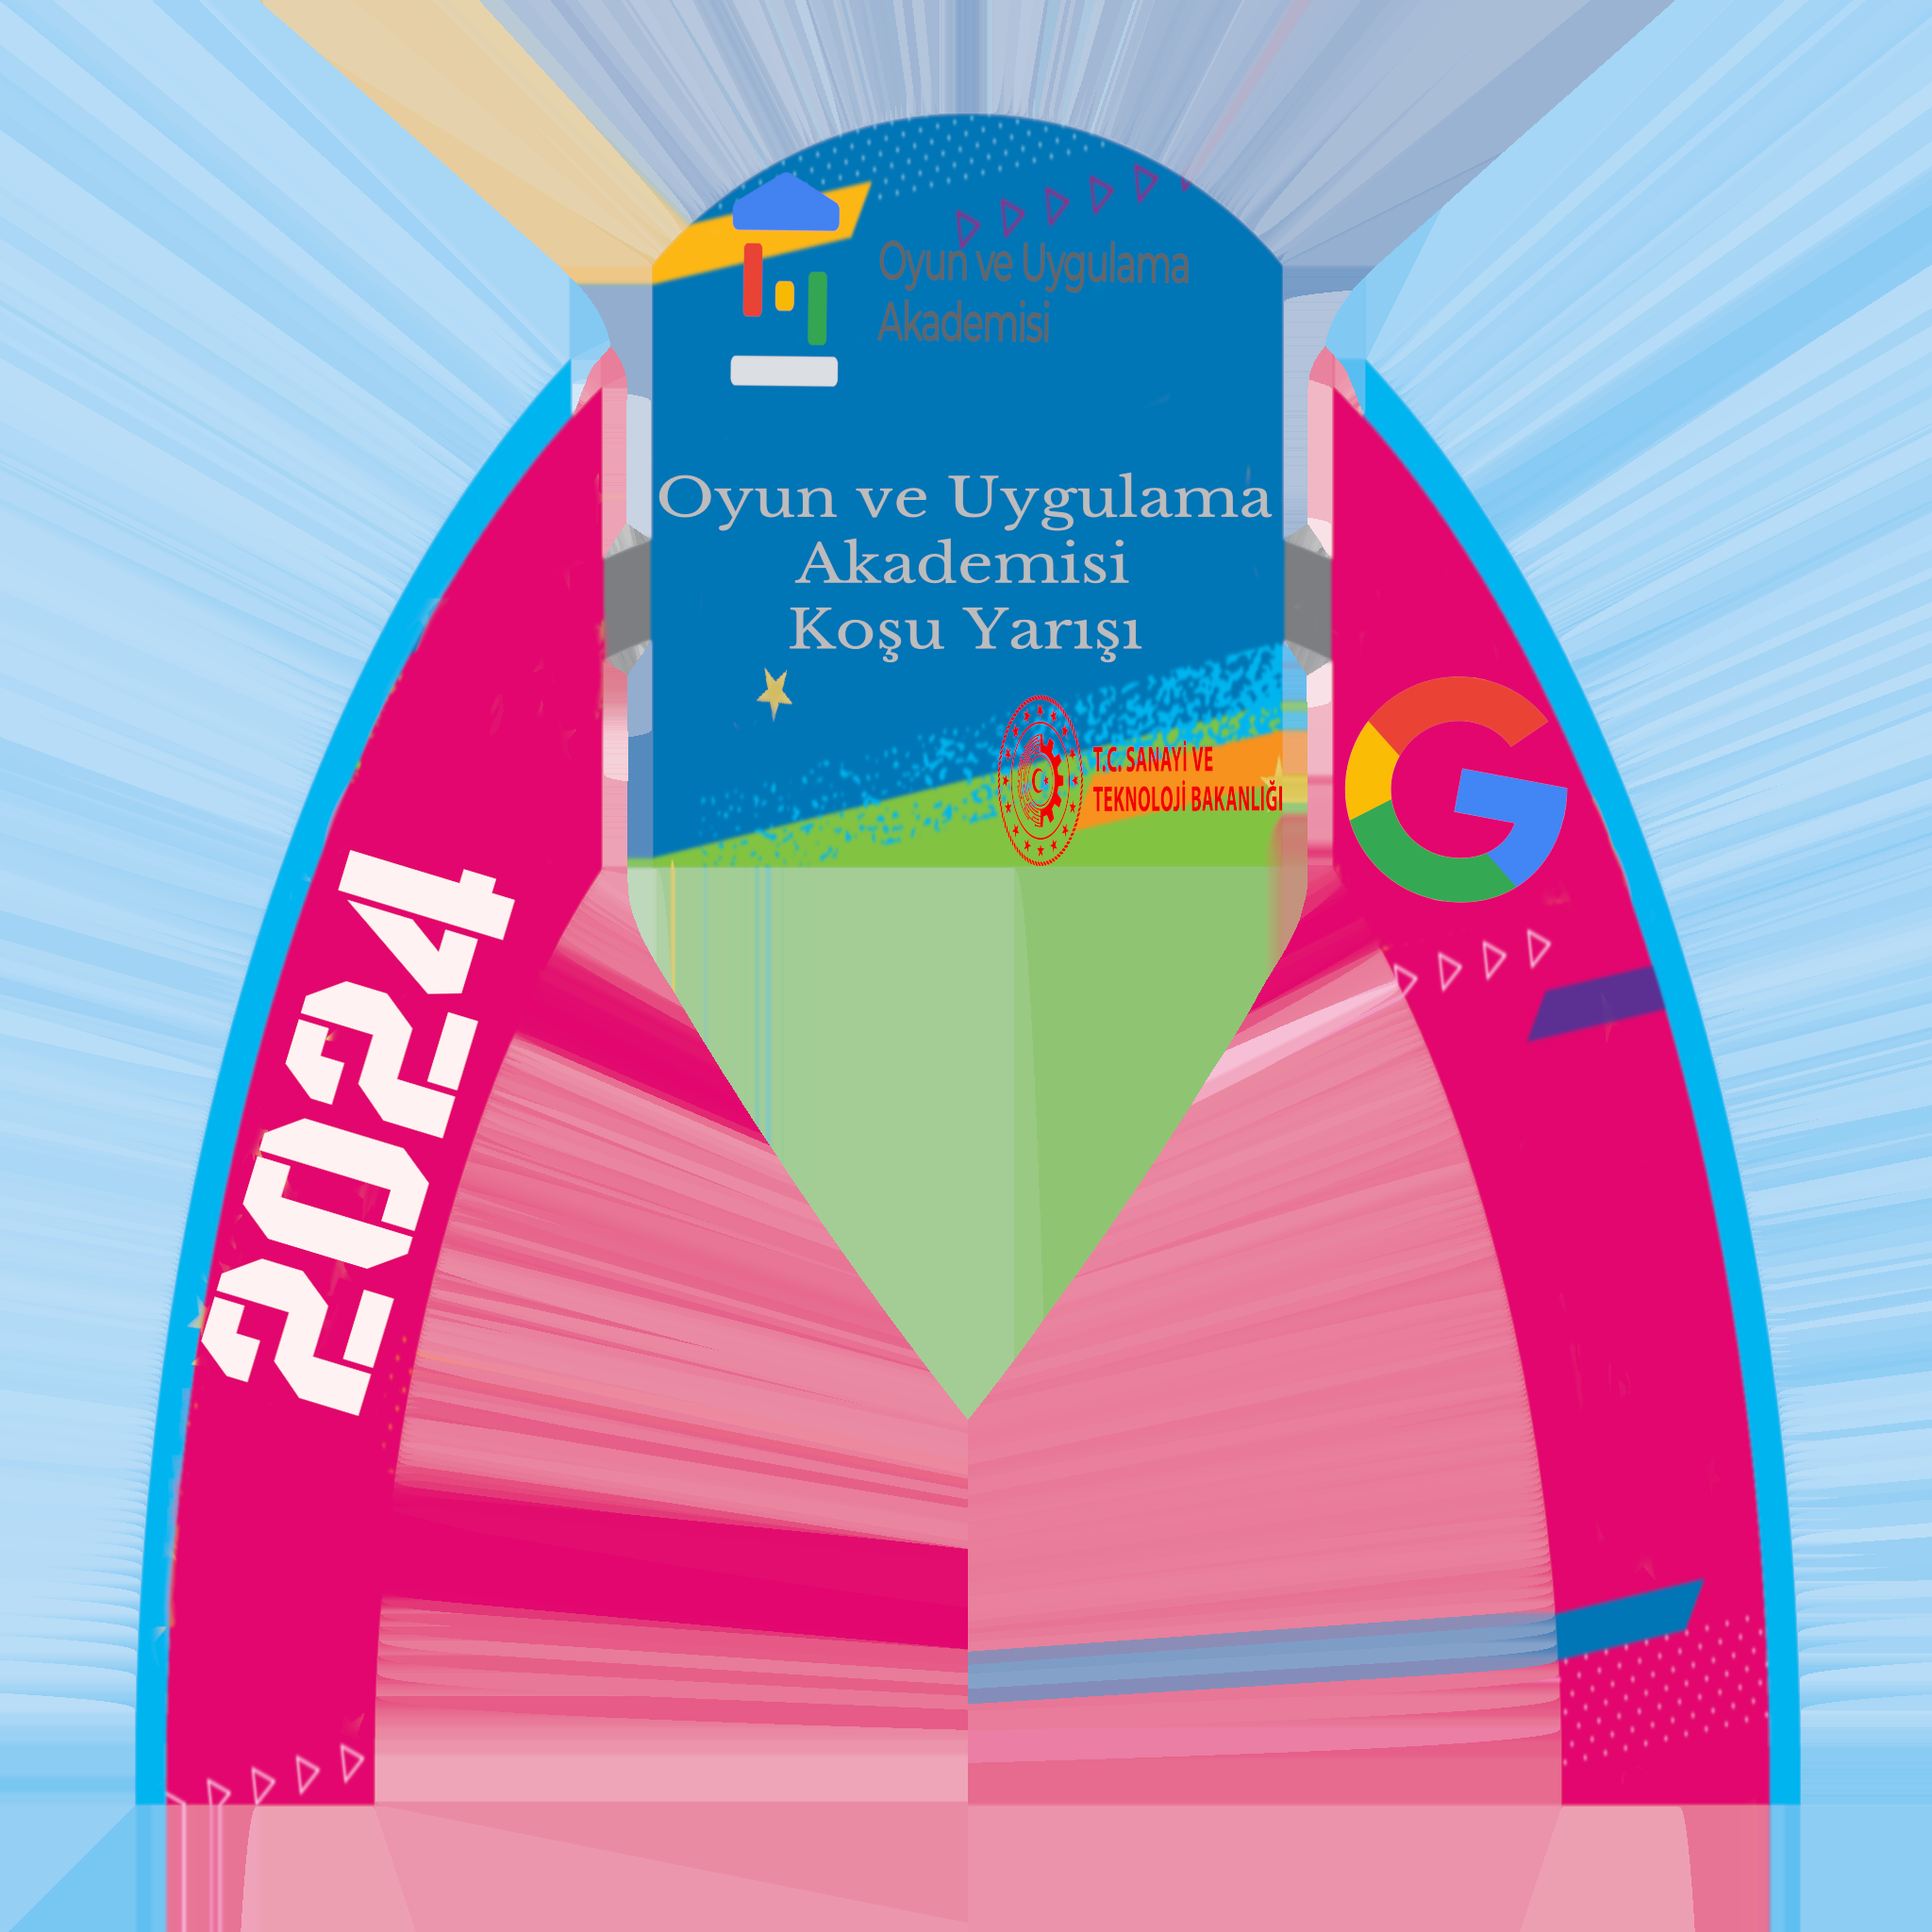 Oyun ve Uygulama
Akademisi
Oyun ve Uygulama
Akademisi
Koşu Yarışı
T.C. SANAYİ VE
TEKNOLOJİ BAKANLIĞI
2024
G